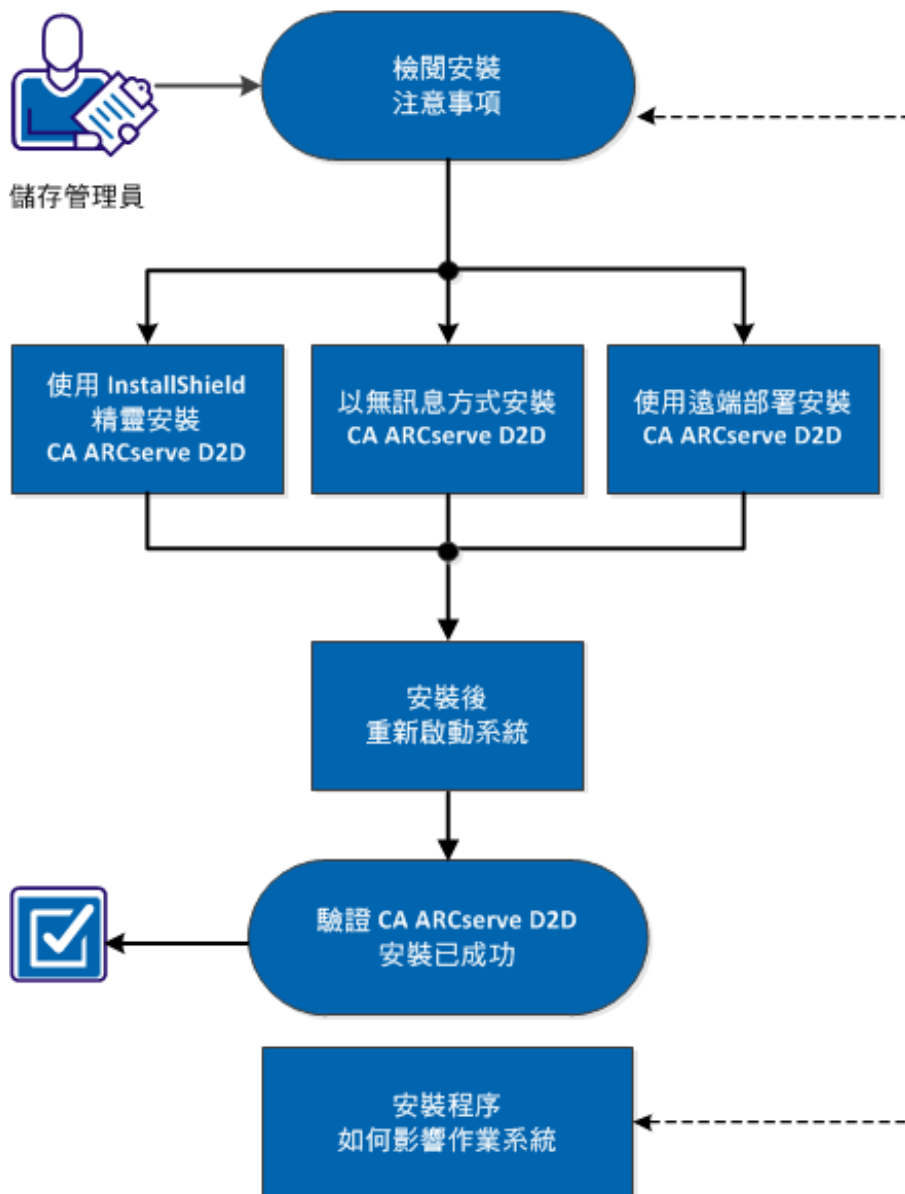 檢閱安裝
注意事項
儲存管理員
使用 InstallShield
精靈安裝
CA ARCserve D2D
以無訊息方式安裝
CA ARCserve D2D
使用遠端部署安裝
CA ARCserve D2D
安裝後
重新啟動系統
驗證 CA ARCserve D2D
安裝已成功
安裝程序
如何影響作業系統